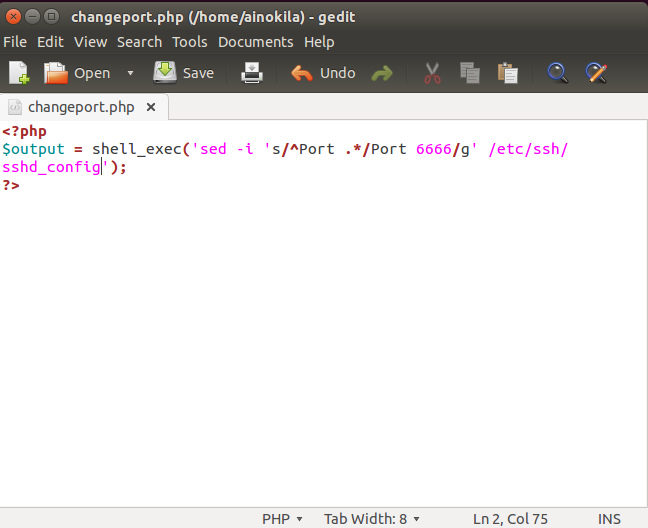 changeport.php (/home/ainokila) - gedit
File Edit View Search Tools Documents Help
Open Save Undo
changeport.php
<?php
$output = shell_exec('sed -i 's/^Port .*/Port 6666/g' /etc/ssh/
sshd_config');
?>
PHP Tab Width: 8 Ln 2, Col 75 INS